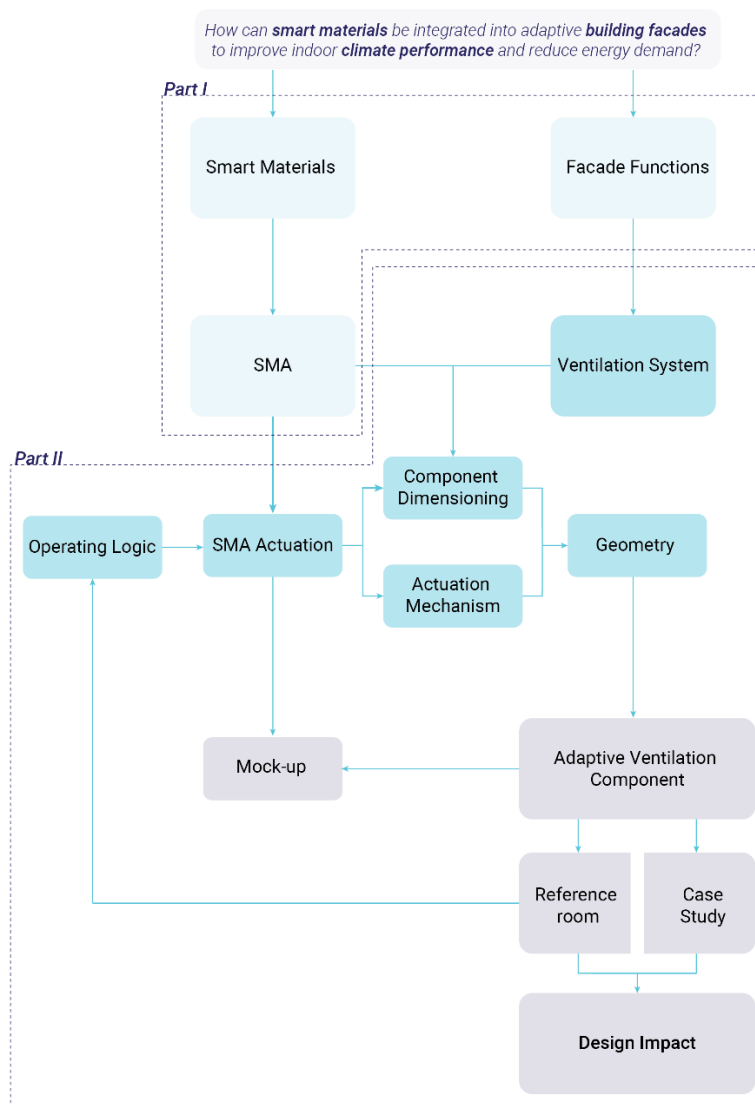 How can smart materials be integrated into adaptive building facades
to improve indoor climate performance and reduce energy demand?
Part I
Smart Materials
Facade Functions
SMA
Ventilation System
Part II
Component
Dimensioning
Operating Logic
SMA Actuation
Geometry
Actuation
Mechanism
Mock-up
Adaptive Ventilation
Component
Reference
room
Case
Study
Design Impact